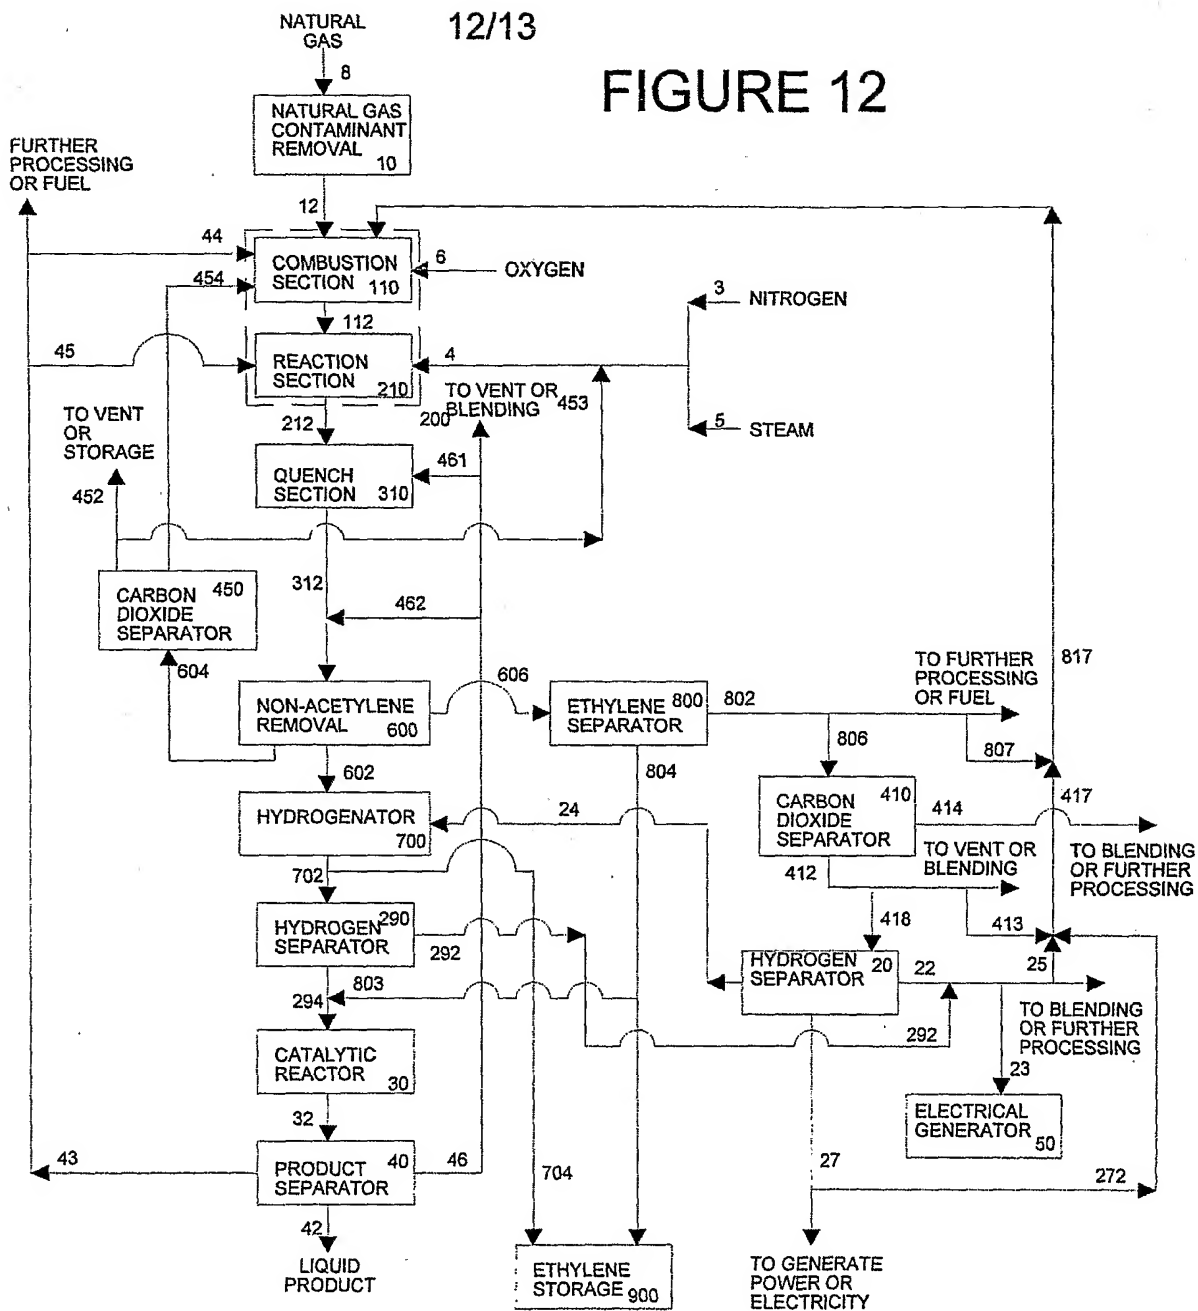 12/13
FIGURE 12
NATURAL
GAS
8
NATURAL GAS
CONTAMINANT
REMOVAL
10
FURTHER
PROCESSING
OR FUEL
12
44
454
COMBUSTION
SECTION
110
6
OXYGEN
3
NITROGEN
112
45
REACTION
SECTION
210
4
200
TO VENT OR
BLENDING
453
5
STEAM
212
TO VENT
OR
STORAGE
452
QUENCH
SECTION
310
461
312
462
CARBON
DIOXIDE
SEPARATOR
450
604
NON-ACETYLENE
REMOVAL
600
606
ETHYLENE
SEPARATOR
800
802
TO FURTHER
PROCESSING
OR FUEL
817
806
807
602
804
HYDROGENATOR
700
24
CARBON
DIOXIDE
SEPARATOR
410
414
417
TO VENT OR
BLENDING
TO BLENDING
OR FURTHER
PROCESSING
412
702
418
413
HYDROGEN
SEPARATOR
290
292
HYDROGEN
SEPARATOR
20
22
25
803
294
292
TO BLENDING
OR FURTHER
PROCESSING
CATALYTIC
REACTOR
30
23
32
ELECTRICAL
GENERATOR
50
43
PRODUCT
SEPARATOR
40
46
704
27
272
42
LIQUID
PRODUCT
ETHYLENE
STORAGE
900
TO GENERATE
POWER OR
ELECTRICITY